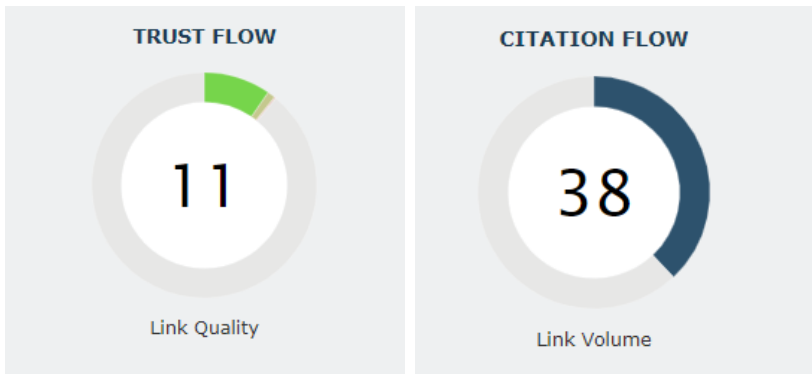 TRUST FLOW
11
Link Quality
CITATION FLOW
38
Link Volume